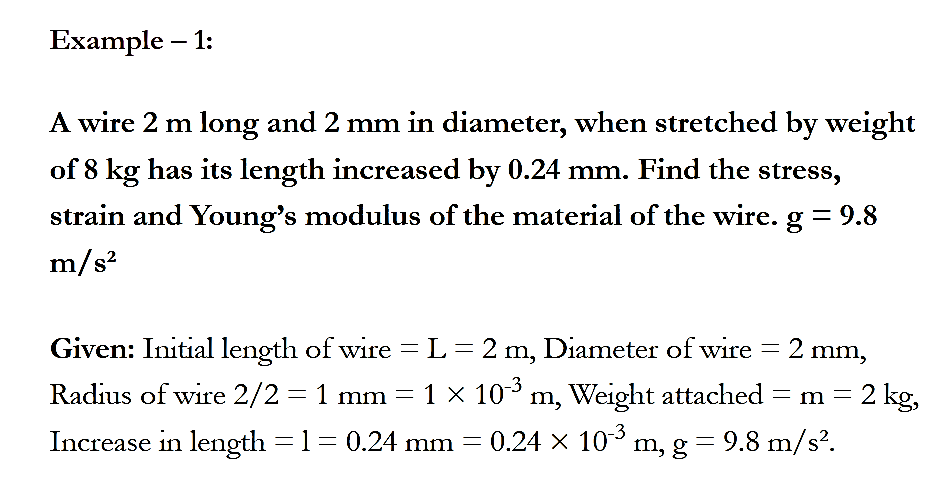 Example – 1:
A wire 2 m long and 2 mm in diameter, when stretched by weight
of 8 kg has its length increased by 0.24 mm. Find the stress,
strain and Young’s modulus of the material of the wire. g = 9.8
m/s²
Given: Initial length of wire = L = 2 m, Diameter of wire = 2 mm,
Radius of wire 2/2 = 1 mm = 1 × 10⁻³ m, Weight attached = m = 2 kg,
Increase in length = l = 0.24 mm = 0.24 × 10⁻³ m, g = 9.8 m/s².